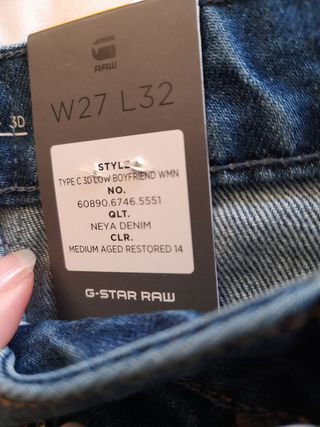 RAW
W27 L32
3D
STYLE
TYPE C 3D LOW BOYFRIEND WMN
NO.
60890.6746.5551
QLT.
NEYA DENIM
CLR.
MEDIUM AGED RESTORED 14
G-STAR RAW